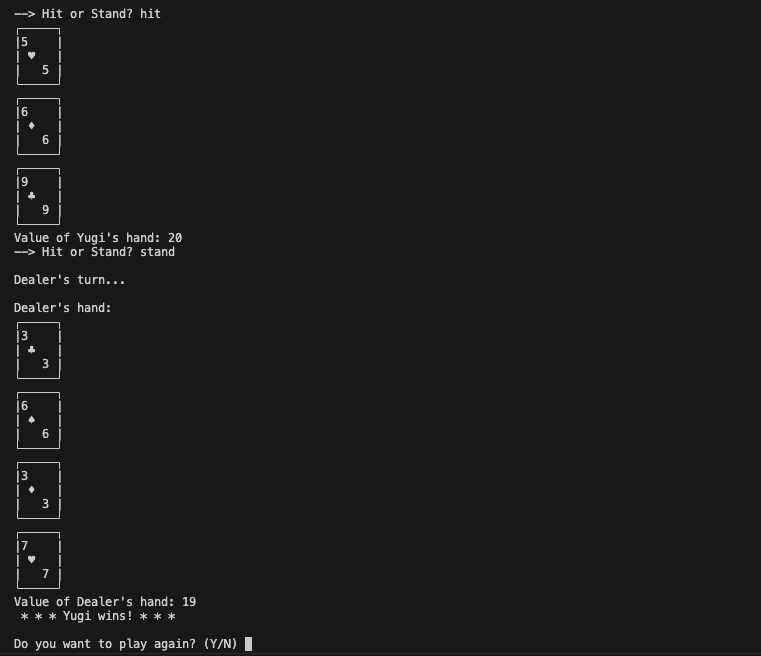 --> Hit or Stand? hit
5
♥
5
6
♦
6
9
♣
9
Value of Yugi's hand: 20
--> Hit or Stand? stand
Dealer's turn...
Dealer's hand:
3
♣
3
6
♠
6
3
♦
3
7
♥
7
Value of Dealer's hand: 19
* * * Yugi wins! * * *
Do you want to play again? (Y/N)